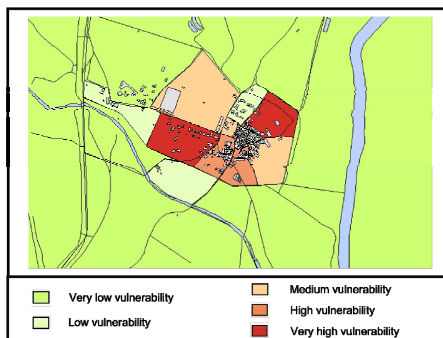 Very low vulnerability
Low vulnerability
Medium vulnerability
High vulnerability
Very high vulnerability